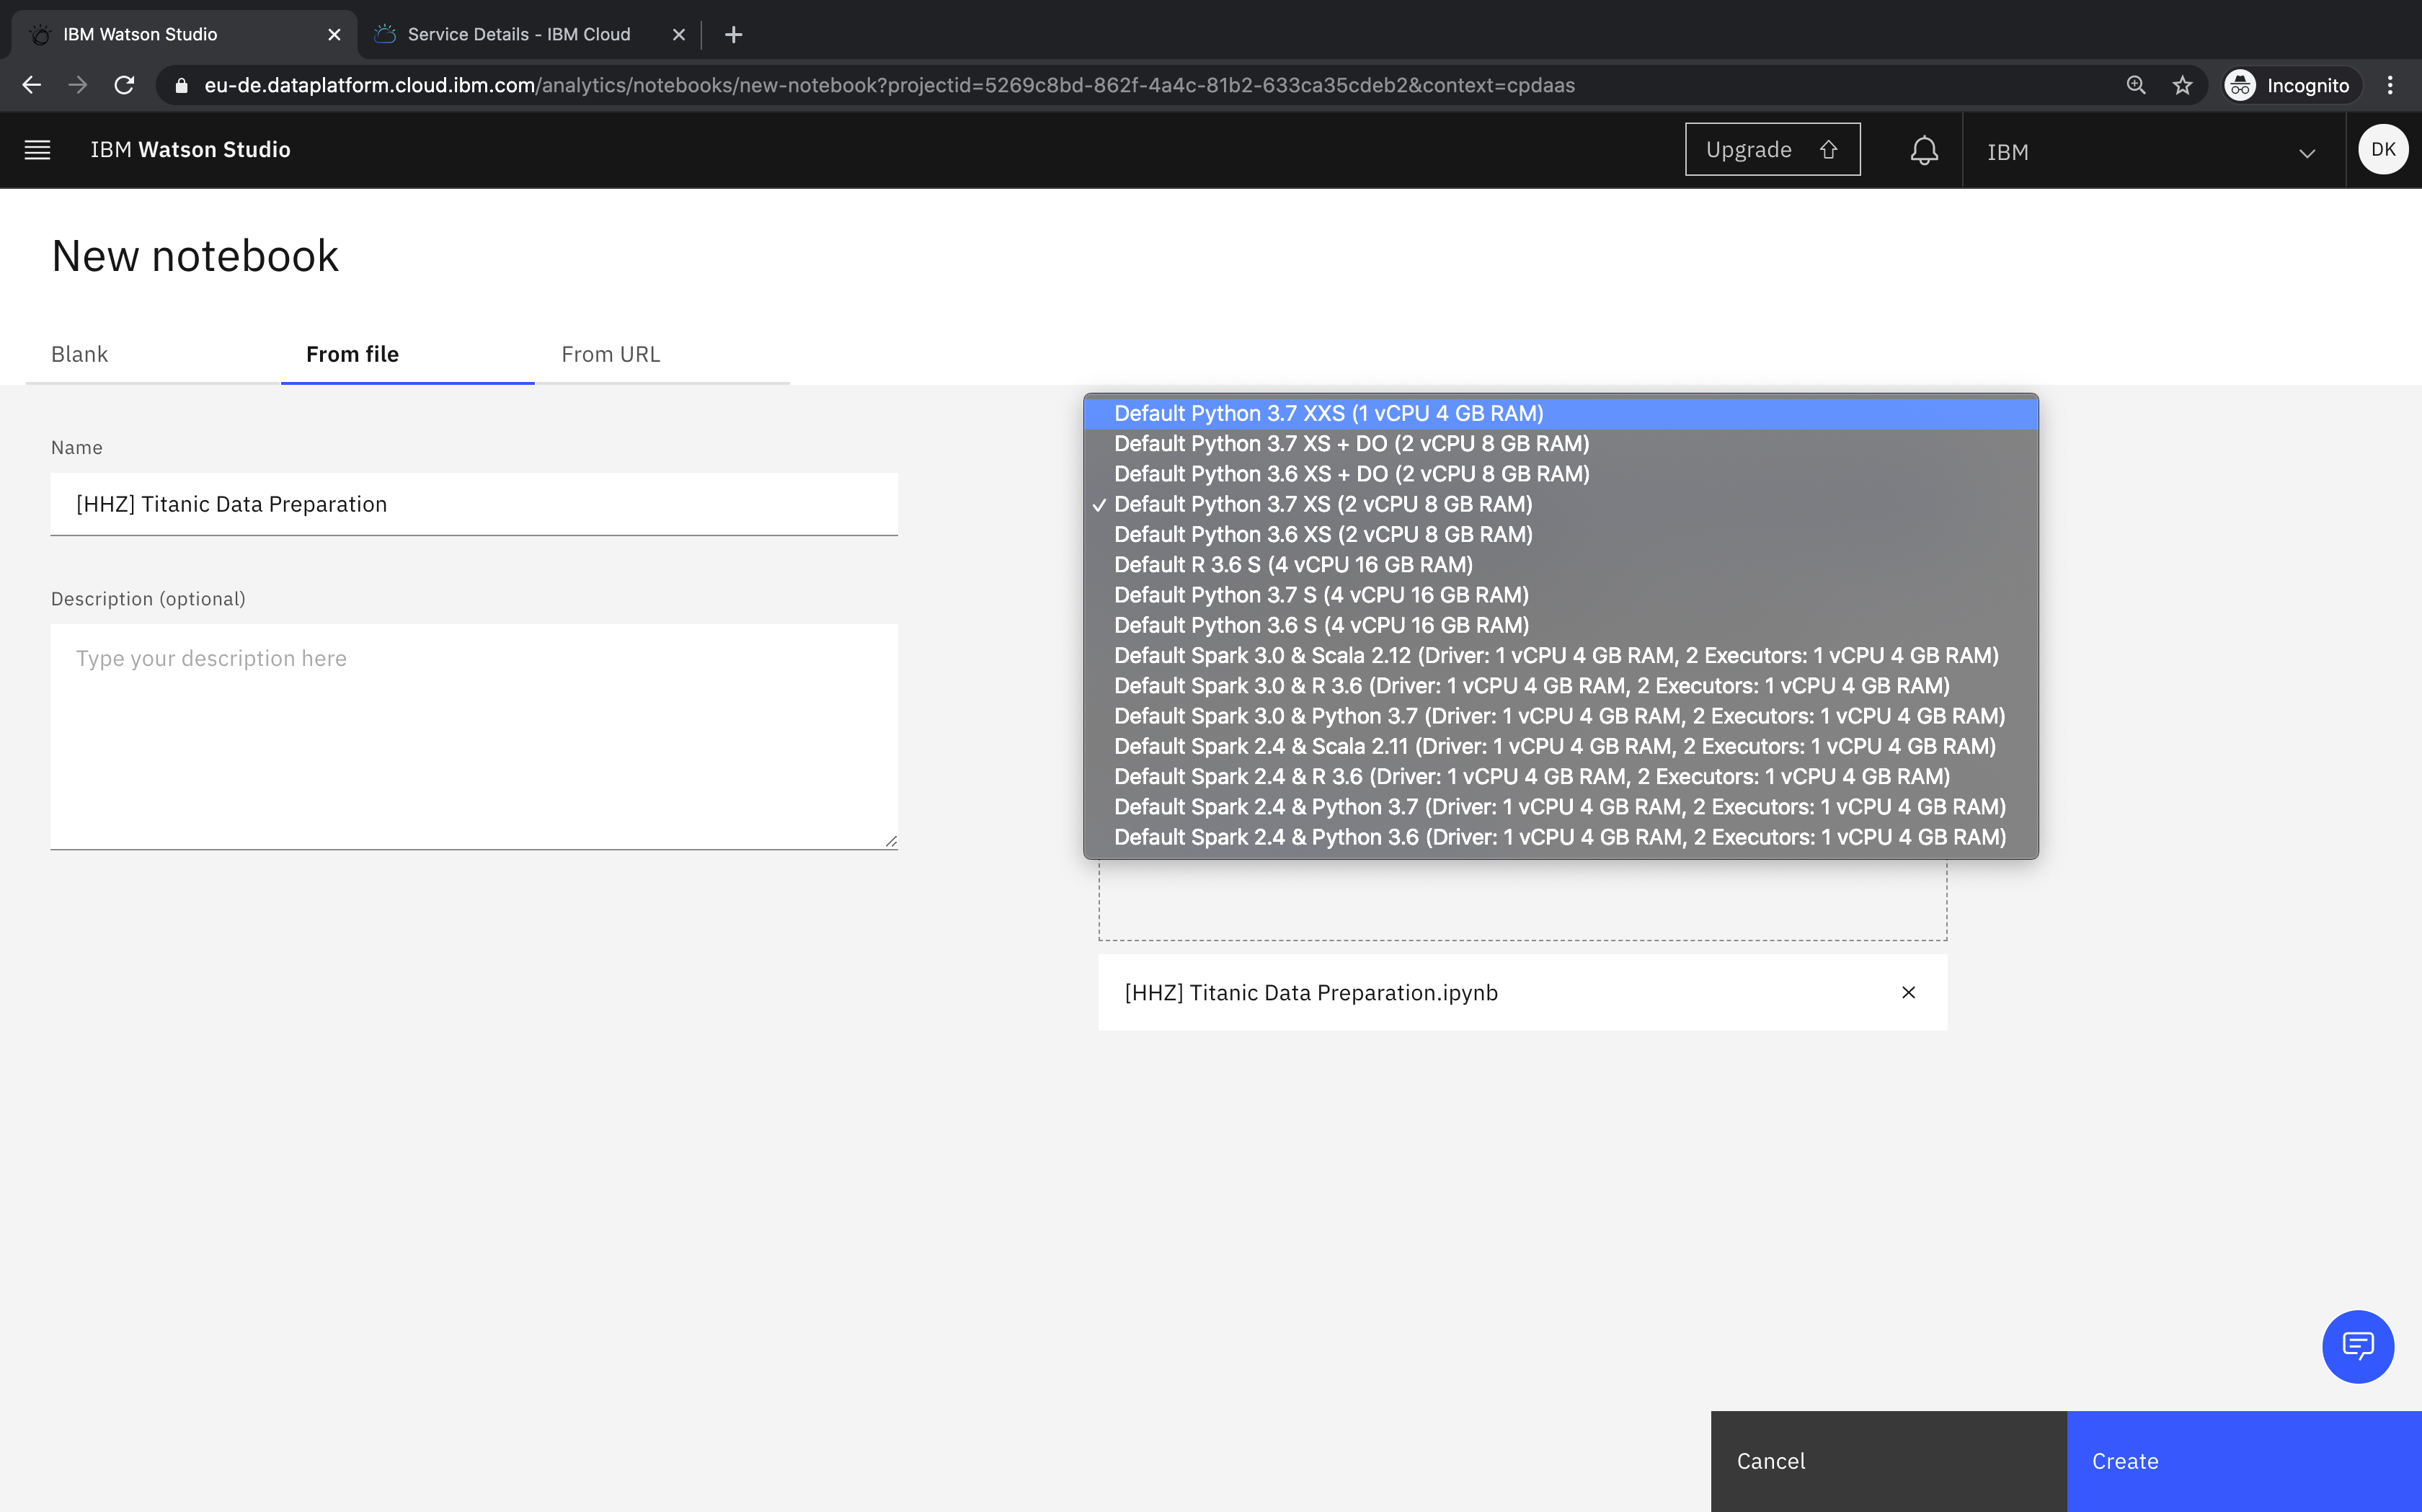 IBM Watson Studio
Service Details - IBM Cloud
eu-de.dataplatform.cloud.ibm.com/analytics/notebooks/new-notebook?projectid=5269c8bd-862f-4a4c-81b2-633ca35cdeb2&context=cpdaas
Incognito
IBM Watson Studio
Upgrade
IBM
DK
New notebook
Blank
From file
From URL
Name
[HHZ] Titanic Data Preparation
Description (optional)
Type your description here
Default Python 3.7 XXS (1 vCPU 4 GB RAM)
Default Python 3.7 XS + DO (2 vCPU 8 GB RAM)
Default Python 3.6 XS + DO (2 vCPU 8 GB RAM)
✓ Default Python 3.7 XS (2 vCPU 8 GB RAM)
Default Python 3.6 XS (2 vCPU 8 GB RAM)
Default R 3.6 S (4 vCPU 16 GB RAM)
Default Python 3.7 S (4 vCPU 16 GB RAM)
Default Python 3.6 S (4 vCPU 16 GB RAM)
Default Spark 3.0 & Scala 2.12 (Driver: 1 vCPU 4 GB RAM, 2 Executors: 1 vCPU 4 GB RAM)
Default Spark 3.0 & R 3.6 (Driver: 1 vCPU 4 GB RAM, 2 Executors: 1 vCPU 4 GB RAM)
Default Spark 3.0 & Python 3.7 (Driver: 1 vCPU 4 GB RAM, 2 Executors: 1 vCPU 4 GB RAM)
Default Spark 2.4 & Scala 2.11 (Driver: 1 vCPU 4 GB RAM, 2 Executors: 1 vCPU 4 GB RAM)
Default Spark 2.4 & R 3.6 (Driver: 1 vCPU 4 GB RAM, 2 Executors: 1 vCPU 4 GB RAM)
Default Spark 2.4 & Python 3.7 (Driver: 1 vCPU 4 GB RAM, 2 Executors: 1 vCPU 4 GB RAM)
Default Spark 2.4 & Python 3.6 (Driver: 1 vCPU 4 GB RAM, 2 Executors: 1 vCPU 4 GB RAM)
[HHZ] Titanic Data Preparation.ipynb
Cancel
Create